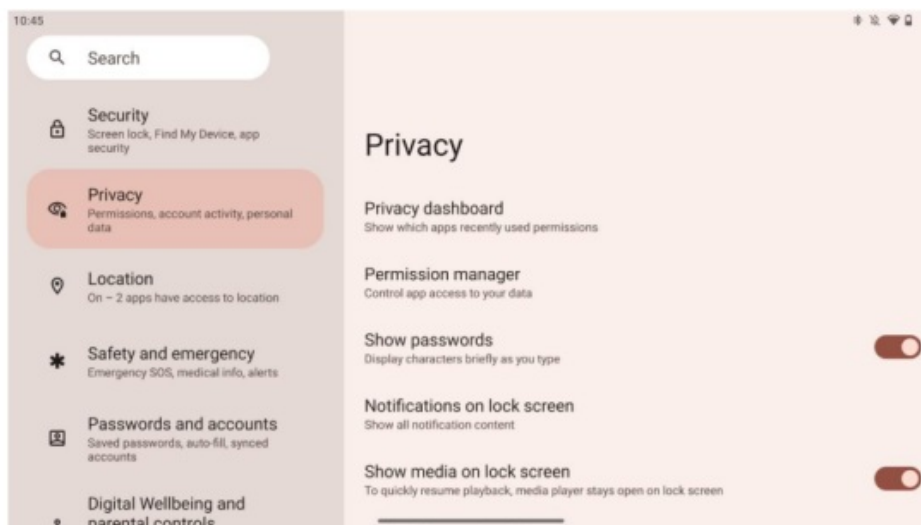 10:45
Search
Security
Screen lock, Find My Device, app
security
Privacy
Permissions, account activity, personal
data
Location
On – 2 apps have access to location
Safety and emergency
Emergency SOS, medical info, alerts
Passwords and accounts
Saved passwords, auto-fill, synced
accounts
Digital Wellbeing and
parental controls
Privacy
Privacy dashboard
Show which apps recently used permissions
Permission manager
Control app access to your data
Show passwords
Display characters briefly as you type
Notifications on lock screen
Show all notification content
Show media on lock screen
To quickly resume playback, media player stays open on lock screen